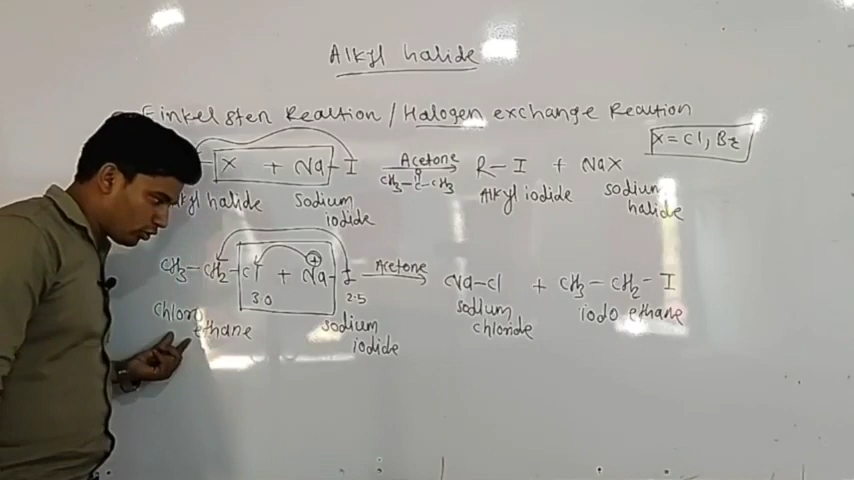 Alkyl halide
Finkelsten Reaction / Halogen exchange Reaction
X = Cl, Br
- X + Na - I Acetone R - I + NaX
CH3 - C - CH3
O
alkyl halide sodium iodide Alkyl iodide sodium halide
CH3 - CH2 - Cl + Na - I Acetone Na - Cl + CH3 - CH2 - I
+
3.0 2.5
chloro ethane sodium iodide sodium chloride iodo ethane